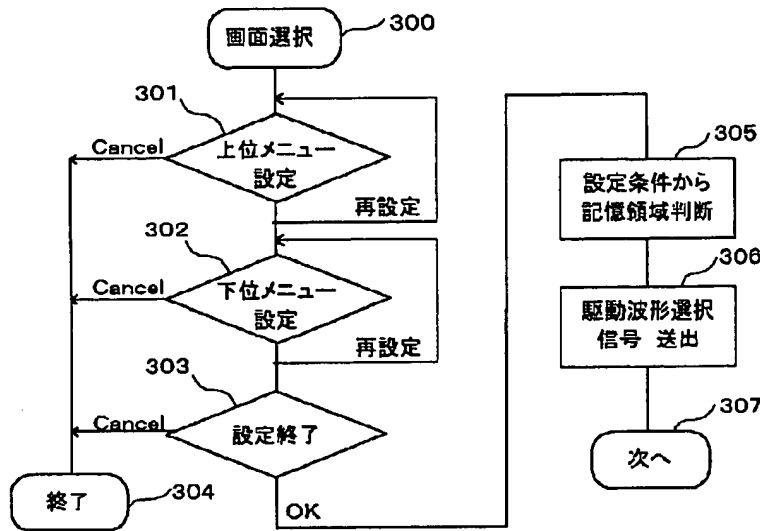 画面選択
300
301
Cancel
上位メニュー
設定
再設定
302
Cancel
下位メニュー
設定
再設定
303
Cancel
設定終了
終了
304
OK
305
設定条件から
記憶領域判断
306
駆動波形選択
信号 送出
307
次へ